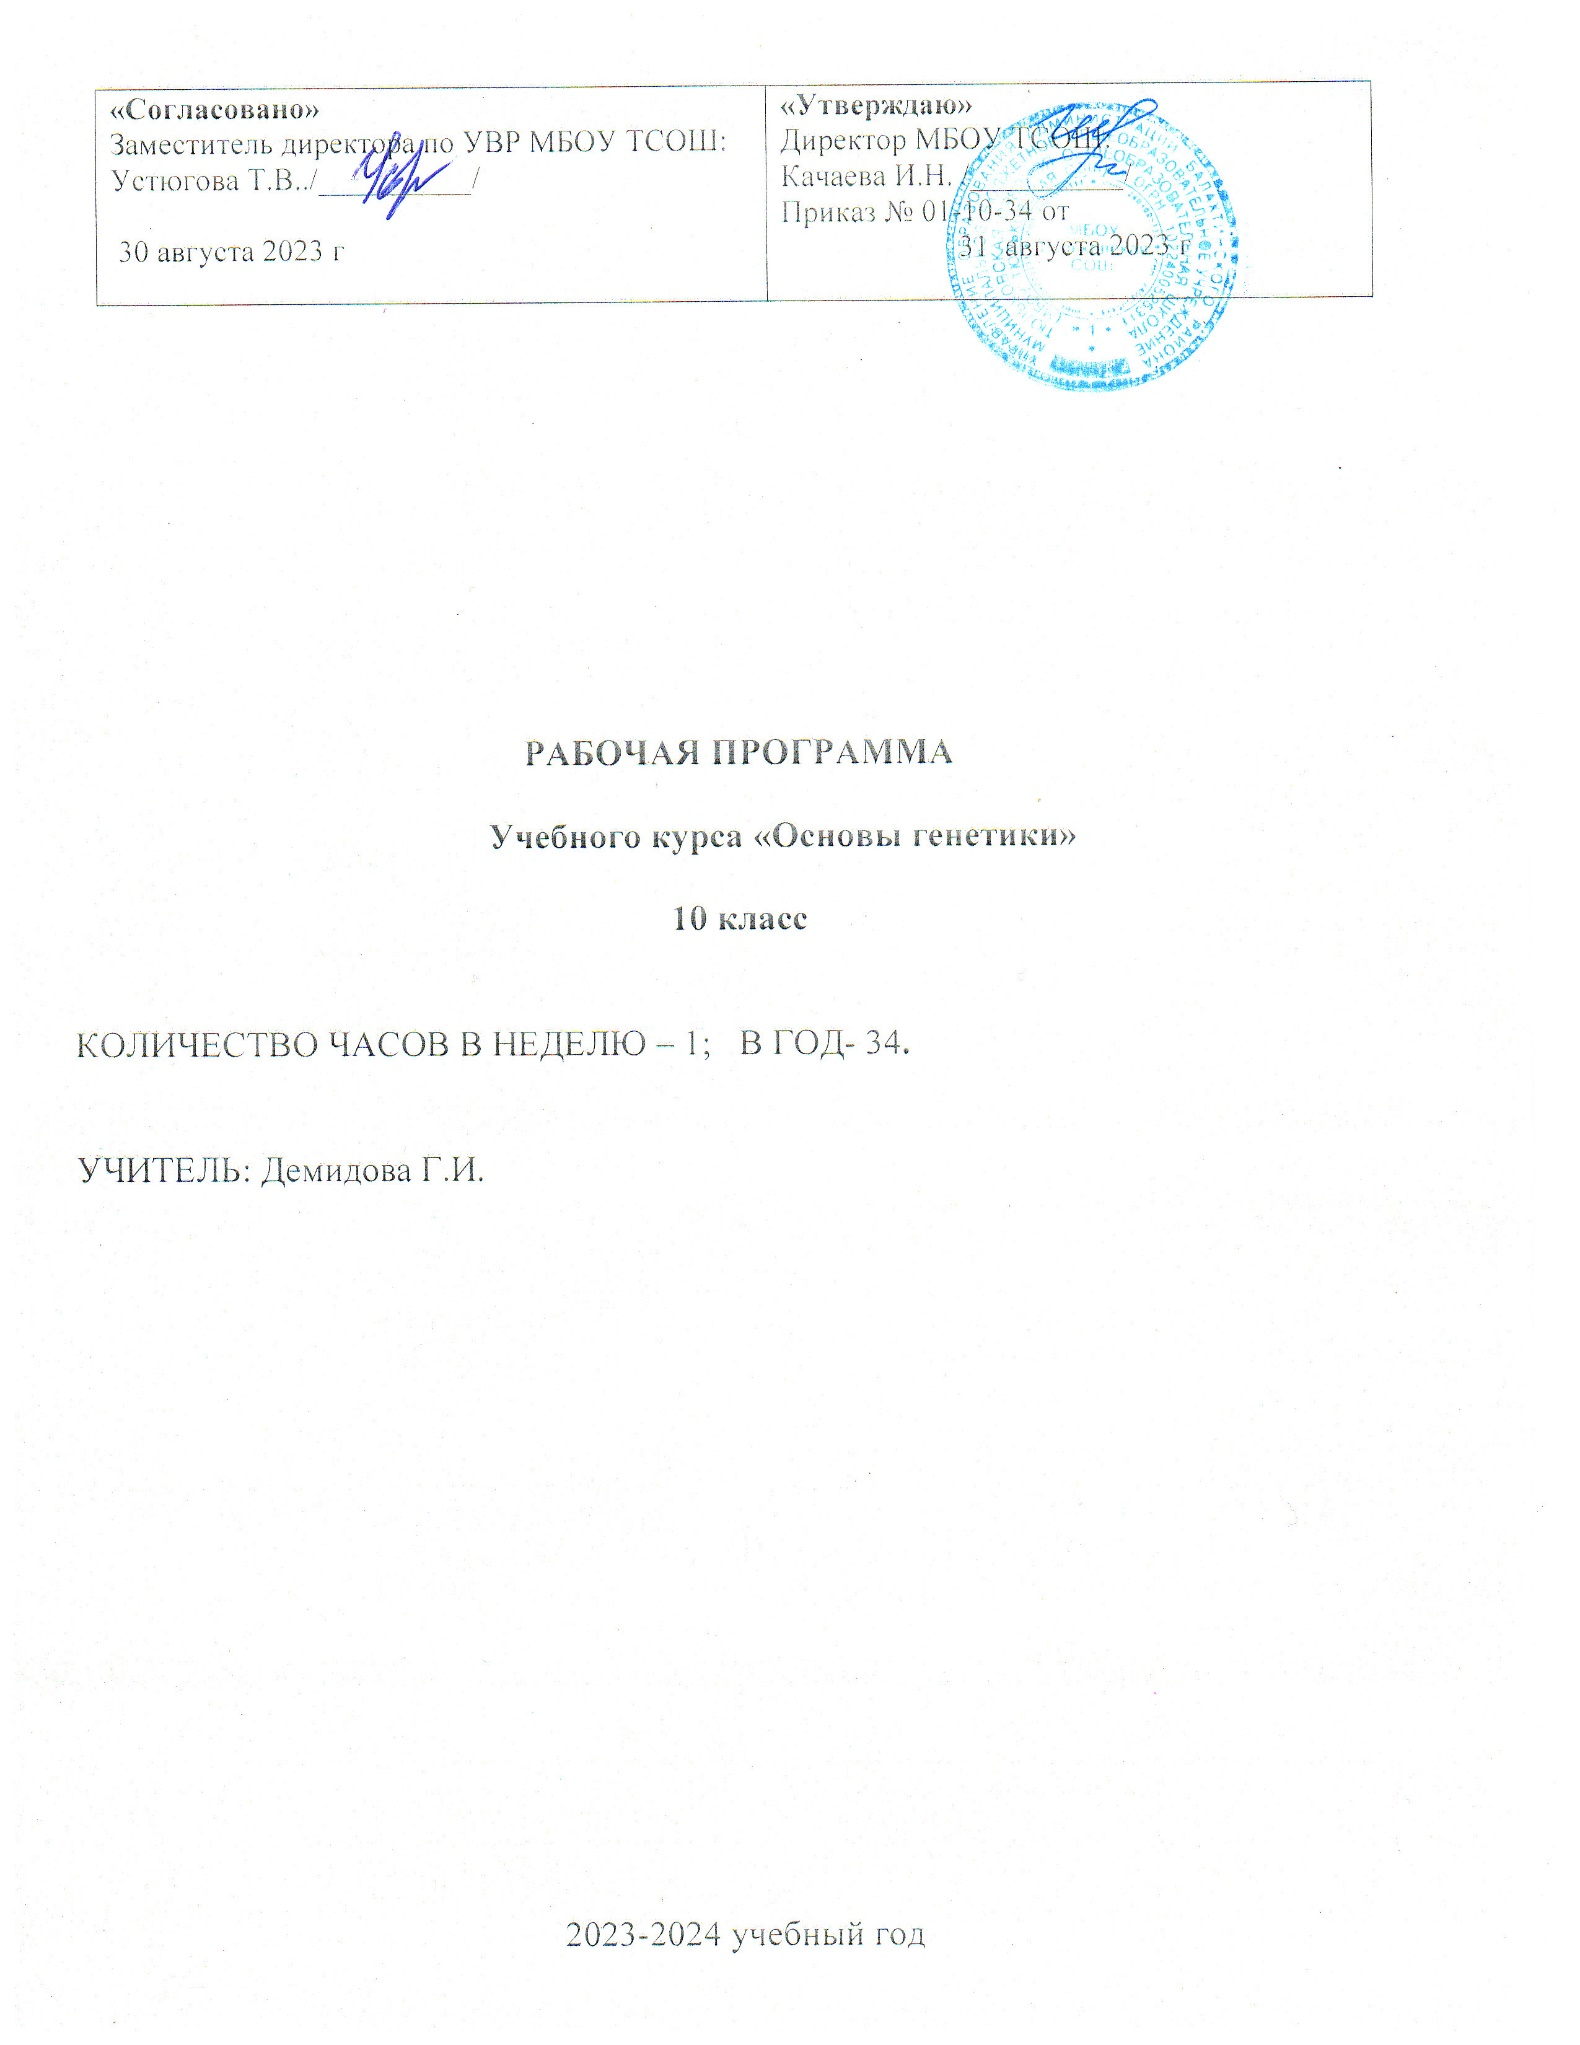 «Согласовано»
Заместитель директора по УВР МБОУ ТСОШ:
Устюгова Т.В../__________/
30 августа 2023 г
«Утверждаю»
Директор МБОУ ТСОШ:
Качаева И.Н. /__________/
Приказ № 01-10-34 от
31 августа 2023 г
РАБОЧАЯ ПРОГРАММА
Учебного курса «Основы генетики»
10 класс
КОЛИЧЕСТВО ЧАСОВ В НЕДЕЛЮ – 1; В ГОД- 34.
УЧИТЕЛЬ: Демидова Г.И.
2023-2024 учебный год